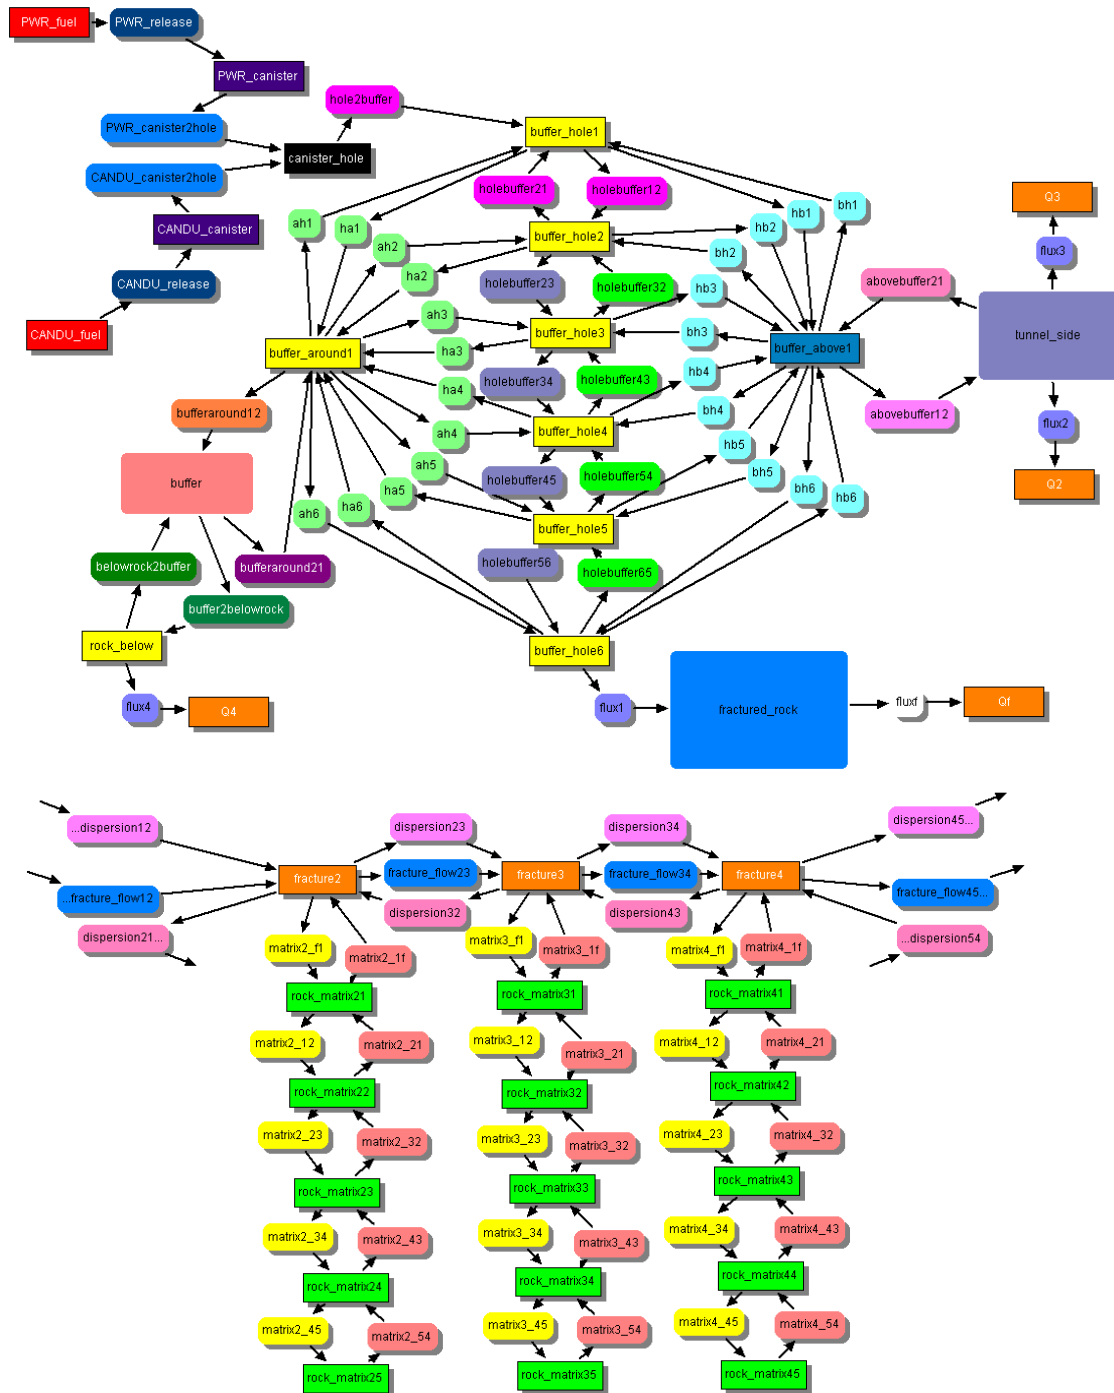 PWR_fuel
PWR_release
PWR_canister
PWR_canister2hole
hole2buffer
canister_hole
CANDU_canister2hole
CANDU_canister
CANDU_release
CANDU_fuel
buffer_hole1
holebuffer21
holebuffer12
ah1
ha1
ah2
ha2
buffer_hole2
hb2
hb1
bh1
bh2
holebuffer23
holebuffer32
hb3
ah3
buffer_hole3
bh3
buffer_around1
ha3
buffer_above1
ha4
holebuffer34
holebuffer43
hb4
ah4
buffer_hole4
bh4
hb5
ah5
holebuffer45
holebuffer54
bh5
ha5
bh6
hb6
ah6
ha6
buffer_hole5
holebuffer56
holebuffer65
buffer_hole6
Q3
flux3
abovebuffer21
tunnel_side
abovebuffer12
flux2
Q2
bufferaround12
buffer
belowrock2buffer
bufferaround21
buffer2belowrock
rock_below
flux4
Q4
flux1
fractured_rock
fluxf
Qf
...dispersion12
dispersion23
dispersion34
dispersion45...
fracture2
fracture_flow23
fracture3
fracture_flow34
fracture4
...fracture_flow12
fracture_flow45...
dispersion21...
dispersion32
dispersion43
...dispersion54
matrix2_f1
matrix2_1f
matrix3_f1
matrix3_1f
matrix4_f1
matrix4_1f
rock_matrix21
rock_matrix31
rock_matrix41
matrix2_12
matrix2_21
matrix3_12
matrix3_21
matrix4_12
matrix4_21
rock_matrix22
rock_matrix32
rock_matrix42
matrix2_23
matrix2_32
matrix3_23
matrix3_32
matrix4_23
matrix4_32
rock_matrix23
rock_matrix33
rock_matrix43
matrix2_34
matrix2_43
matrix3_34
matrix3_43
matrix4_34
matrix4_43
rock_matrix24
rock_matrix34
rock_matrix44
matrix2_45
matrix2_54
matrix3_45
matrix3_54
matrix4_45
matrix4_54
rock_matrix25
rock_matrix35
rock_matrix45